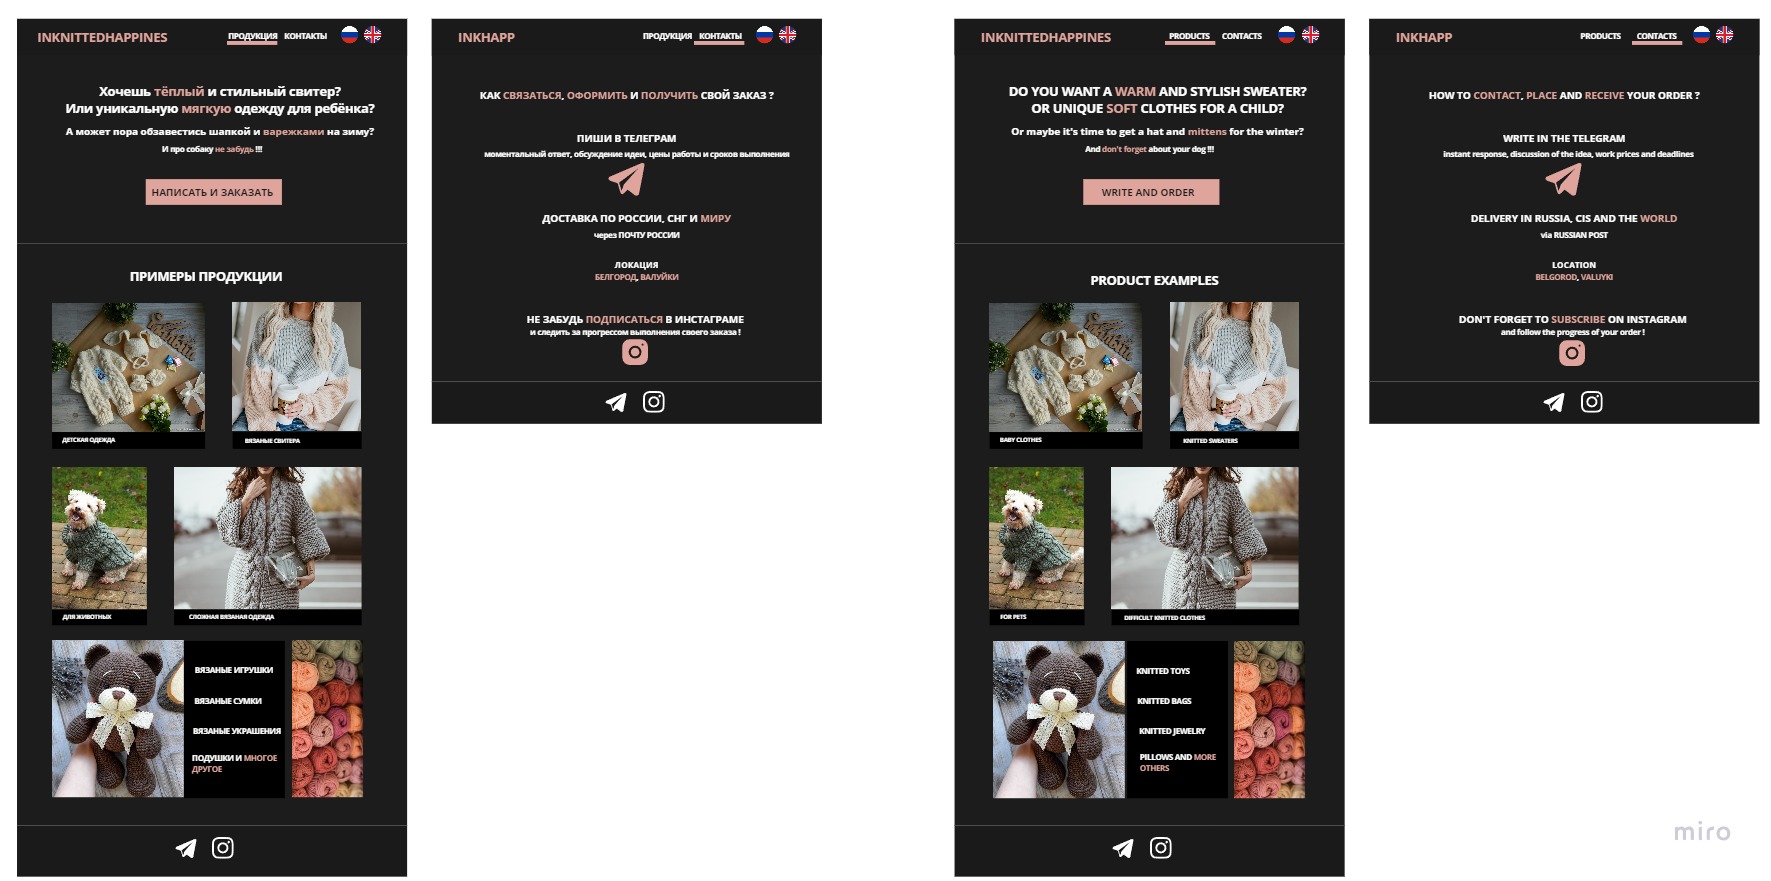 INKNITTEDHAPPINES
ПРОДУКЦИЯ КОНТАКТЫ
Хочешь тёплый и стильный свитер?
Или уникальную мягкую одежду для ребёнка?
А может пора обзавестись шапкой и варежками на зиму?
И про собаку не забудь !!!
НАПИСАТЬ И ЗАКАЗАТЬ
ПРИМЕРЫ ПРОДУКЦИИ
ДЕТСКАЯ ОДЕЖДА
ВЯЗАНЫЕ СВИТЕРА
ДЛЯ ЖИВОТНЫХ
СЛОЖНАЯ ВЯЗАНАЯ ОДЕЖДА
ВЯЗАНЫЕ ИГРУШКИ
ВЯЗАНЫЕ СУМКИ
ВЯЗАНЫЕ УКРАШЕНИЯ
ПОДУШКИ И МНОГОЕ
ДРУГОЕ
INKHAPP
ПРОДУКЦИЯ КОНТАКТЫ
КАК СВЯЗАТЬСЯ, ОФОРМИТЬ И ПОЛУЧИТЬ СВОЙ ЗАКАЗ ?
ПИШИ В ТЕЛЕГРАМ
моментальный ответ, обсуждение идеи, цены работы и сроков выполнения
ДОСТАВКА ПО РОССИИ, СНГ И МИРУ
через ПОЧТУ РОССИИ
ЛОКАЦИЯ
БЕЛГОРОД, ВАЛУЙКИ
НЕ ЗАБУДЬ ПОДПИСАТЬСЯ В ИНСТАГРАМЕ
и следить за прогрессом выполнения своего заказа !
INKNITTEDHAPPINES
PRODUCTS CONTACTS
DO YOU WANT A WARM AND STYLISH SWEATER?
OR UNIQUE SOFT CLOTHES FOR A CHILD?
Or maybe it's time to get a hat and mittens for the winter?
And don't forget about your dog !!!
WRITE AND ORDER
PRODUCT EXAMPLES
BABY CLOTHES
KNITTED SWEATERS
FOR PETS
DIFFICULT KNITTED CLOTHES
KNITTED TOYS
KNITTED BAGS
KNITTED JEWELRY
PILLOWS AND MORE
OTHERS
INKHAPP
PRODUCTS CONTACTS
HOW TO CONTACT, PLACE AND RECEIVE YOUR ORDER ?
WRITE IN THE TELEGRAM
instant response, discussion of the idea, work prices and deadlines
DELIVERY IN RUSSIA, CIS AND THE WORLD
via RUSSIAN POST
LOCATION
BELGOROD, VALUYKI
DON'T FORGET TO SUBSCRIBE ON INSTAGRAM
and follow the progress of your order !
miro